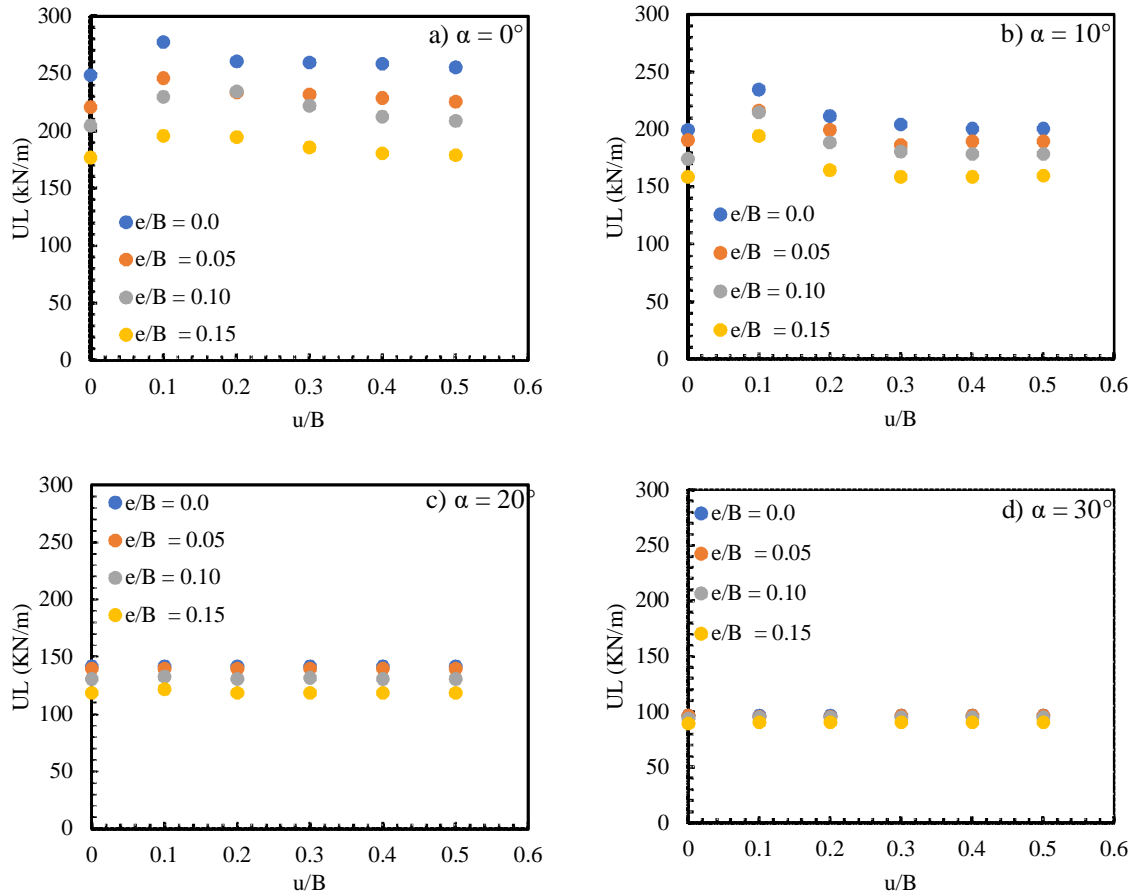 a) α = 0°
300
250
200
150
100
50
0
UL (kN/m)
e/B = 0.0
e/B = 0.05
e/B = 0.10
e/B = 0.15
0 0.1 0.2 0.3 0.4 0.5 0.6
u/B
b) α = 10°
300
250
200
150
100
50
0
UL (kN/m)
e/B = 0.0
e/B = 0.05
e/B = 0.10
e/B = 0.15
0 0.1 0.2 0.3 0.4 0.5 0.6
u/B
c) α = 20°
300
250
200
150
100
50
0
UL (KN/m)
e/B = 0.0
e/B = 0.05
e/B = 0.10
e/B = 0.15
0 0.1 0.2 0.3 0.4 0.5 0.6
u/B
d) α = 30°
300
250
200
150
100
50
0
UL (KN/m)
e/B = 0.0
e/B = 0.05
e/B = 0.10
e/B = 0.15
0 0.1 0.2 0.3 0.4 0.5 0.6
u/B